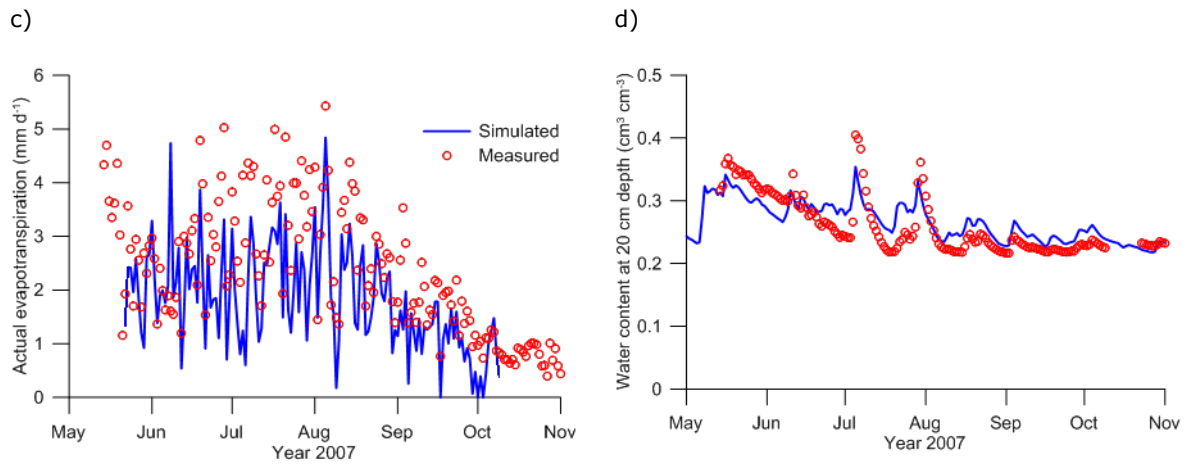 c)
d)
Actual evapotranspiration (mm d⁻¹)
6
5
4
3
2
1
0
Simulated
Measured
May Jun Jul Aug Sep Oct Nov
Year 2007
Water content at 20 cm depth (cm³ cm⁻³)
0.5
0.4
0.3
0.2
0.1
0
May Jun Jul Aug Sep Oct Nov
Year 2007